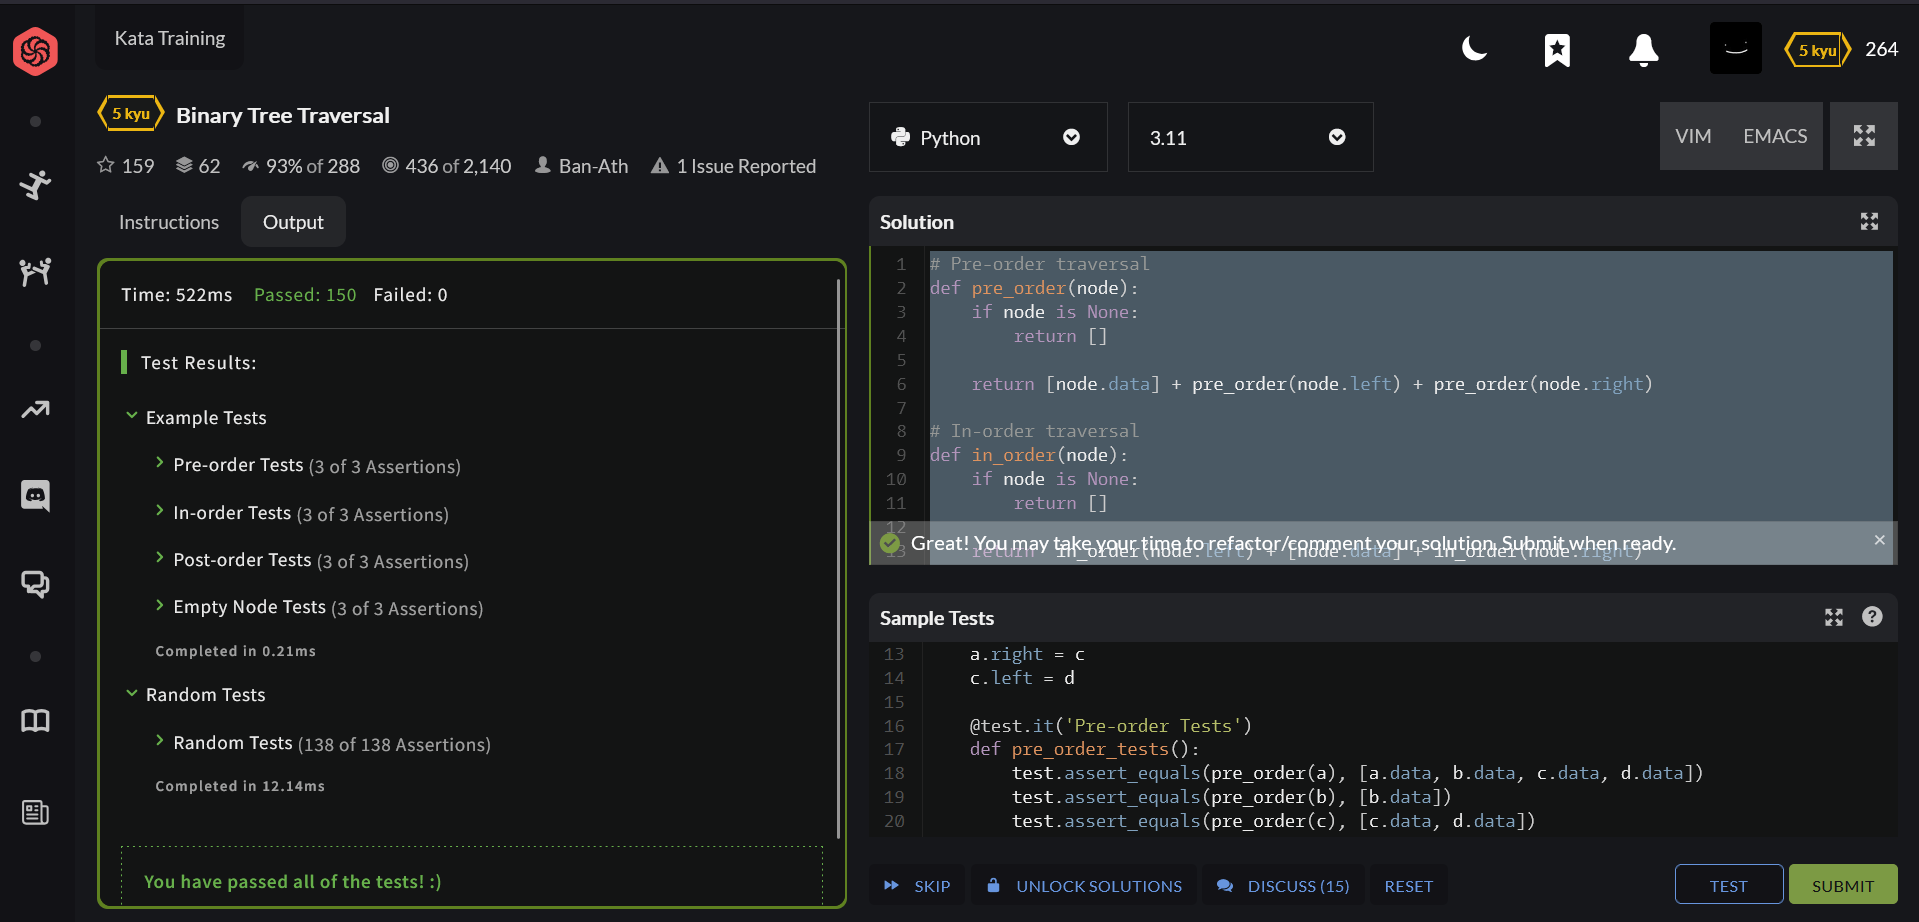 Kata Training
5 kyu 264
5 kyu Binary Tree Traversal
159 62 93% of 288 436 of 2,140 Ban-Ath 1 Issue Reported
Instructions Output
Time: 522ms Passed: 150 Failed: 0
Test Results:
Example Tests
Pre-order Tests (3 of 3 Assertions)
In-order Tests (3 of 3 Assertions)
Post-order Tests (3 of 3 Assertions)
Empty Node Tests (3 of 3 Assertions)
Completed in 0.21ms
Random Tests
Random Tests (138 of 138 Assertions)
Completed in 12.14ms
You have passed all of the tests! :)
Python 3.11 VIM EMACS
Solution
1 # Pre-order traversal
2 def pre_order(node):
3 if node is None:
4 return []
5
6 return [node.data] + pre_order(node.left) + pre_order(node.right)
7
8 # In-order traversal
9 def in_order(node):
10 if node is None:
11 return []
12
13 return in_order(node.left) + [node.data] + in_order(node.right)
Great! You may take your time to refactor/comment your solution. Submit when ready.
Sample Tests
13 a.right = c
14 c.left = d
15
16 @test.it('Pre-order Tests')
17 def pre_order_tests():
18 test.assert_equals(pre_order(a), [a.data, b.data, c.data, d.data])
19 test.assert_equals(pre_order(b), [b.data])
20 test.assert_equals(pre_order(c), [c.data, d.data])
SKIP UNLOCK SOLUTIONS DISCUSS (15) RESET TEST SUBMIT